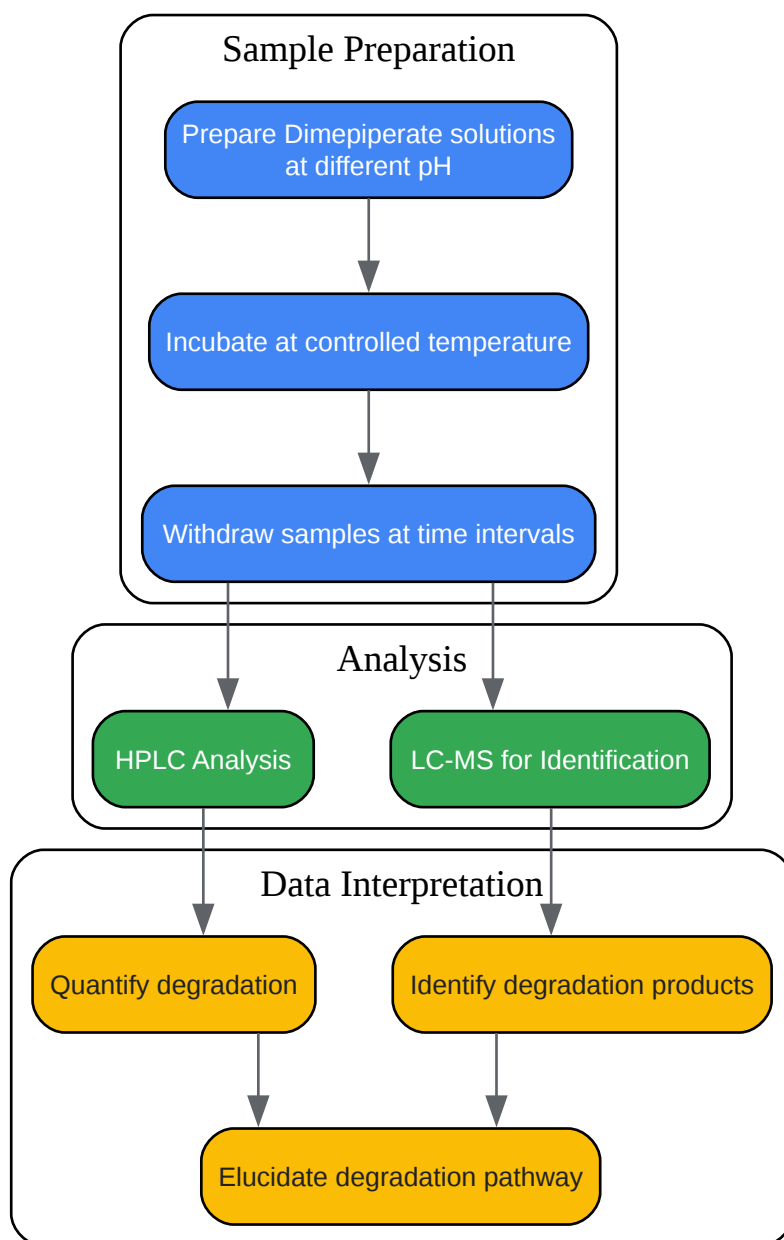 Sample Preparation
Prepare Dimepiperate solutions
at different pH
Incubate at controlled temperature
Withdraw samples at time intervals
Analysis
HPLC Analysis
LC-MS for Identification
Data Interpretation
Quantify degradation
Identify degradation products
Elucidate degradation pathway